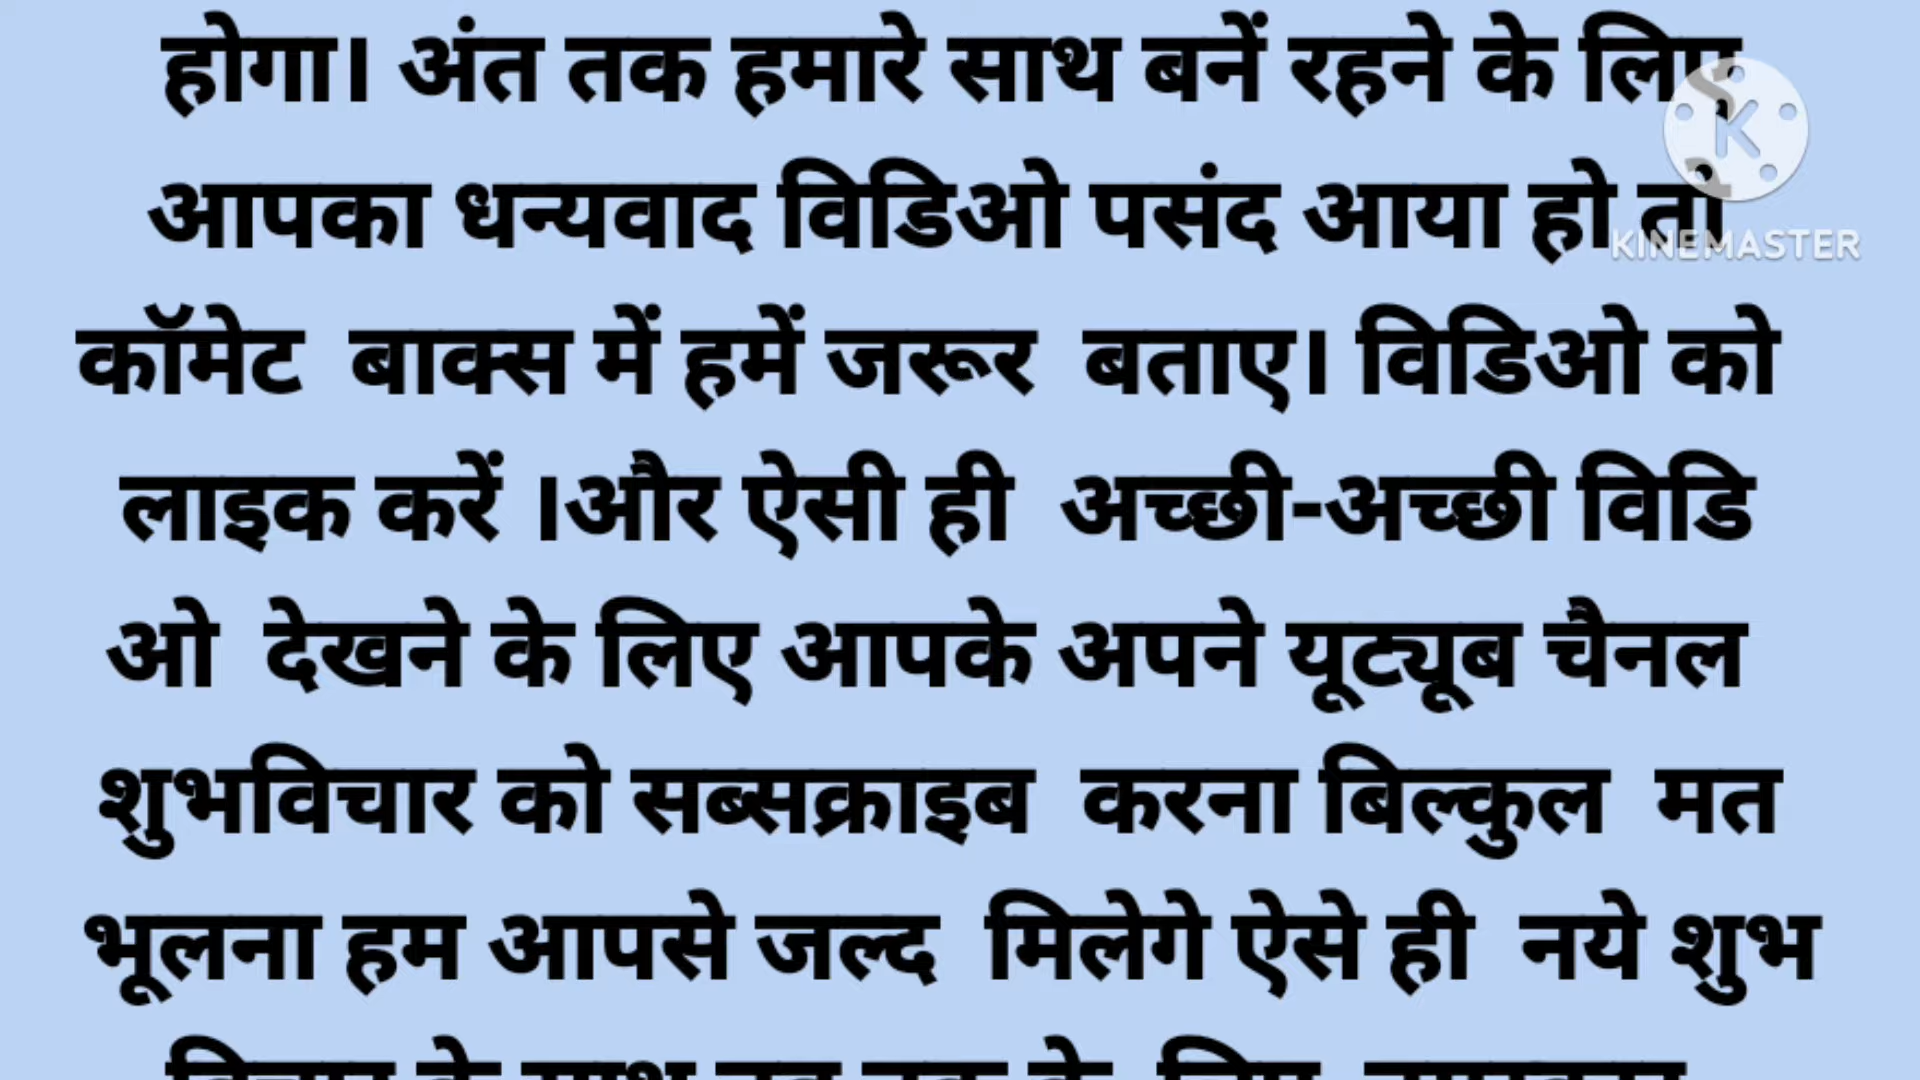 होगा। अंत तक हमारे साथ बनें रहने के लिए
आपका धन्यवाद विडिओ पसंद आया हो तो
KINEMASTER
कॉमेट बाक्स में हमें जरूर बताए। विडिओ को
लाइक करें ।और ऐसी ही अच्छी-अच्छी विडि
ओ देखने के लिए आपके अपने यूट्यूब चैनल
शुभविचार को सब्सक्राइब करना बिल्कुल मत
भूलना हम आपसे जल्द मिलेगे ऐसे ही नये शुभ